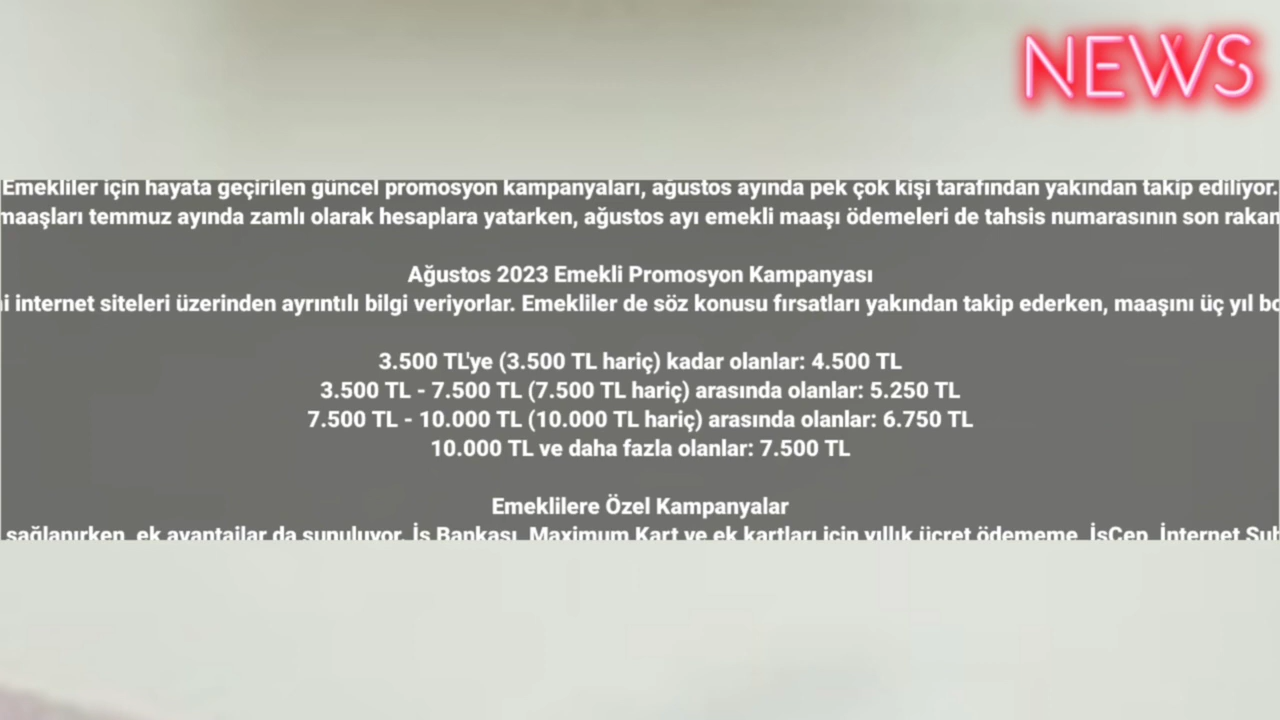 NEWS
Emekliler için hayata geçirilen güncel promosyon kampanyaları, ağustos ayında pek çok kişi tarafından yakından takip ediliyor.
maaşları temmuz ayında zamlı olarak hesaplara yatarken, ağustos ayı emekli maaşı ödemeleri de tahsis numarasının son
Ağustos 2023 Emekli Promosyon Kampanyası
internet siteleri üzerinden ayrıntılı bilgi veriyorlar. Emekliler de söz konusu fırsatları yakından takip ederken, maaşını üç yıl
3.500 TL'ye (3.500 TL hariç) kadar olanlar: 4.500 TL
3.500 TL - 7.500 TL (7.500 TL hariç) arasında olanlar: 5.250 TL
7.500 TL - 10.000 TL (10.000 TL hariç) arasında olanlar: 6.750 TL
10.000 TL ve daha fazla olanlar: 7.500 TL
Emeklilere Özel Kampanyalar
sağlanırken, ek avantajlar da sunuluyor. İş Bankası, Maximum Kart ve ek kartları için yıllık ücret ödememe, İşCep, İnternet